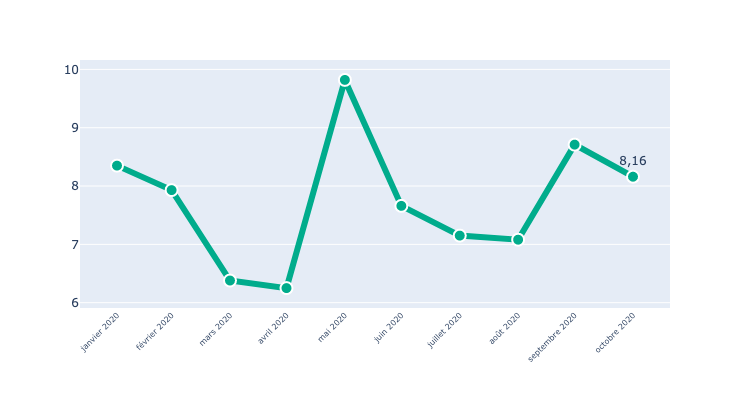 10
9
8
7
6
8,16
janvier 2020
février 2020
mars 2020
avril 2020
mai 2020
juin 2020
juillet 2020
août 2020
septembre 2020
octobre 2020